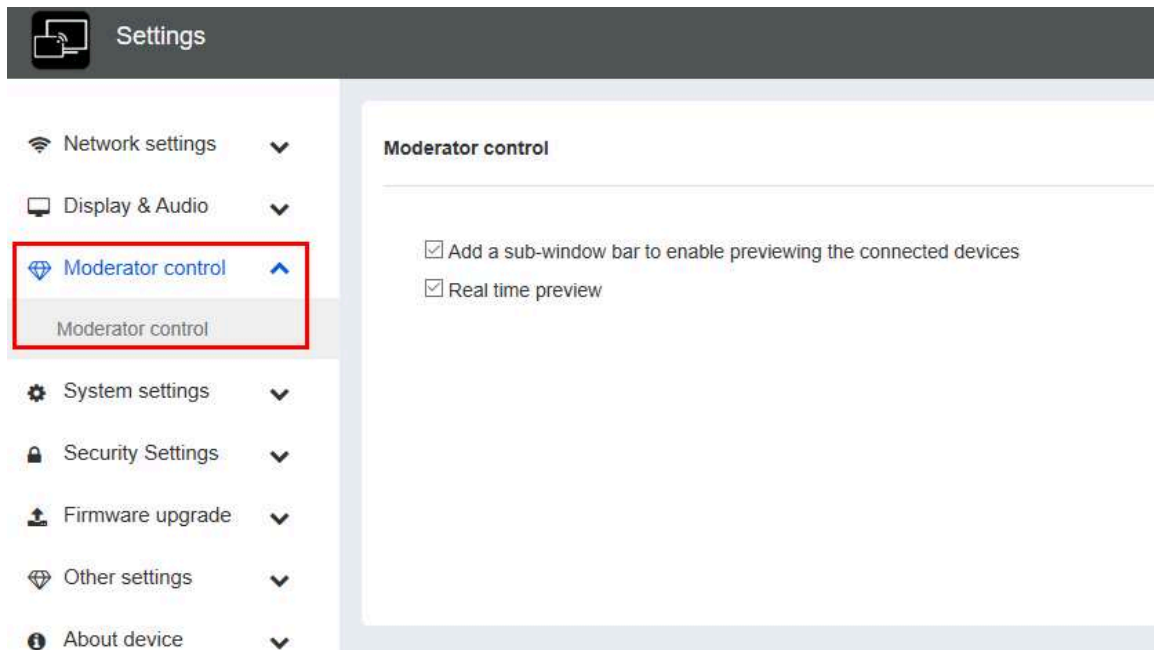 Settings
Network settings
Display & Audio
Moderator control
Moderator control
System settings
Security Settings
Firmware upgrade
Other settings
About device
Moderator control
Add a sub-window bar to enable previewing the connected devices
Real time preview